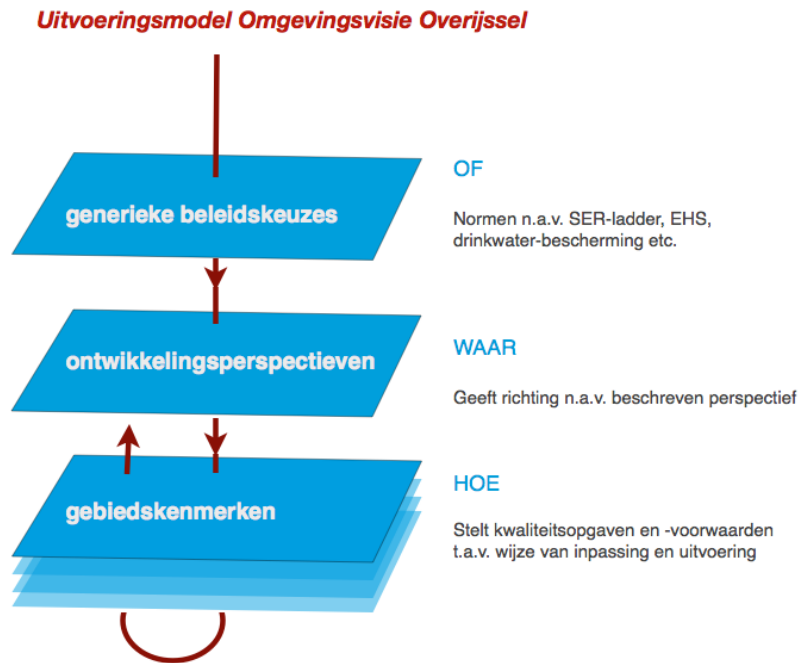 Uitvoeringsmodel Omgevingsvisie Overijssel
generieke beleidskeuzes
OF
Normen n.a.v. SER-ladder, EHS,
drinkwater-bescherming etc.
ontwikkelingsperspectieven
WAAR
Geeft richting n.a.v. beschreven perspectief
gebiedskenmerken
HOE
Stelt kwaliteitsopgaven en -voorwaarden
t.a.v. wijze van inpassing en uitvoering